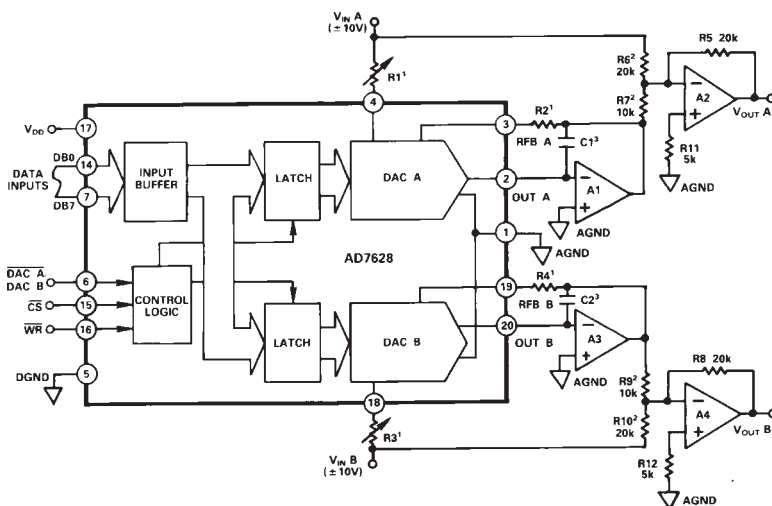 V_IN A
(±10V)
R1¹
4
V_DD
17
DB0
14
DATA
INPUTS
7
DB7
INPUT
BUFFER
LATCH
DAC A
3
R2¹
RFB A
C1³
2
OUT A
A1
AGND
1
AGND
R6²
20k
R7²
10k
R5 20k
A2
V_OUT A
R11
5k
AGND
AD7628
DAC A/
DAC B
6
CS
15
WR
16
CONTROL
LOGIC
DGND
5
LATCH
DAC B
19
R4¹
RFB B
C2³
20
OUT B
A3
AGND
18
R3¹
V_IN B
(±10V)
R9²
10k
R10²
20k
R8 20k
A4
V_OUT B
R12
5k
AGND